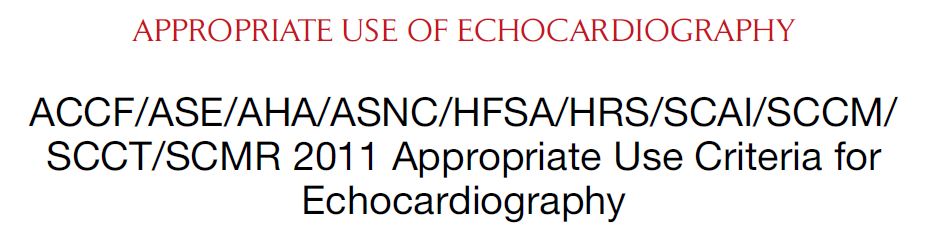 APPROPRIATE USE OF ECHOCARDIOGRAPHY
ACCF/ASE/AHA/ASNC/HFSA/HRS/SCAI/SCCM/
SCCT/SCMR 2011 Appropriate Use Criteria for
Echocardiography